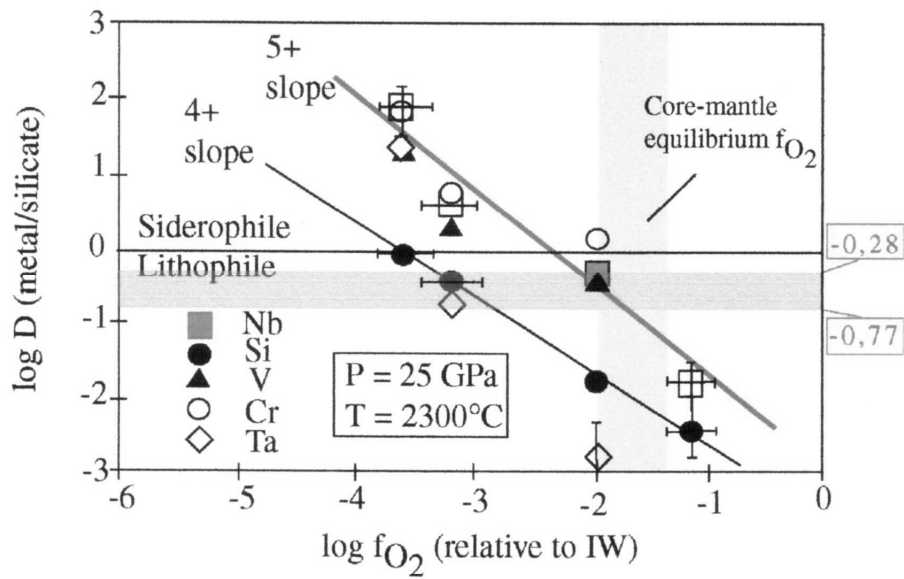 3
2
1
0
-1
-2
-3
log D (metal/silicate)
5+
slope
4+
slope
Siderophile
Lithophile
Nb
Si
V
Cr
Ta
P = 25 GPa
T = 2300°C
Core-mantle
equilibrium fO2
-0,28
-0,77
-6 -5 -4 -3 -2 -1 0
log fO2 (relative to IW)